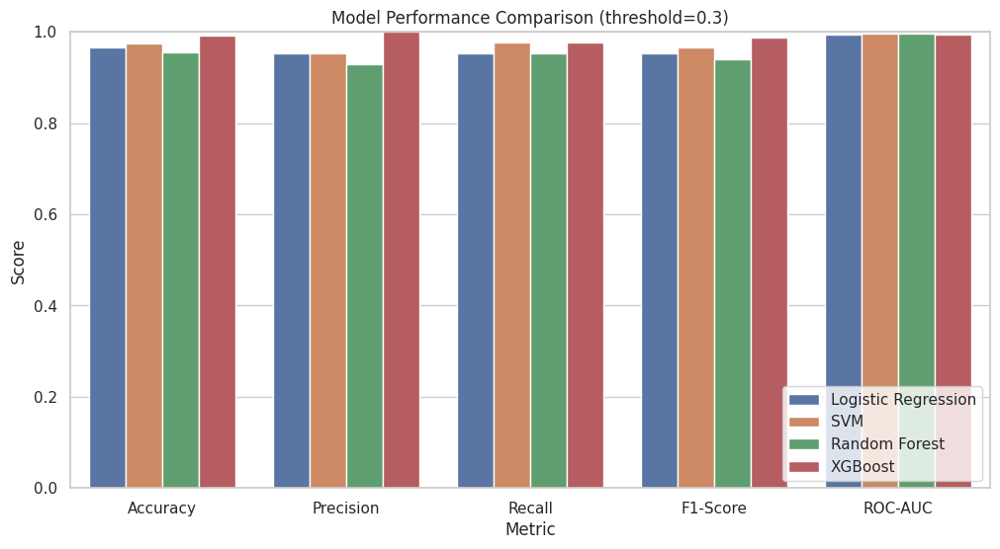 Model Performance Comparison (threshold=0.3)
1.0
0.8
0.6
0.4
0.2
0.0
Score
Accuracy
Precision
Recall
F1-Score
ROC-AUC
Metric
Logistic Regression
SVM
Random Forest
XGBoost